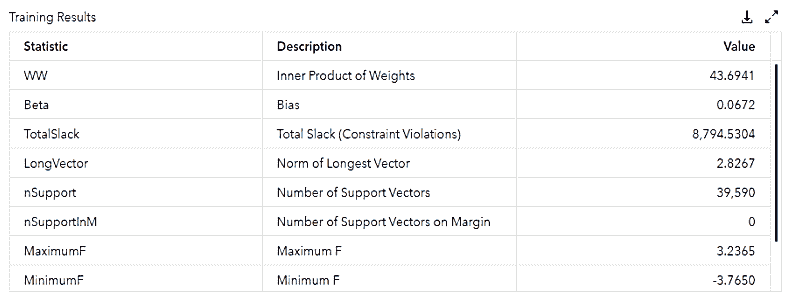 Training Results
Statistic Description Value
WW Inner Product of Weights 43.6941
Beta Bias 0.0672
TotalSlack Total Slack (Constraint Violations) 8,794.5304
LongVector Norm of Longest Vector 2.8267
nSupport Number of Support Vectors 39,590
nSupportInM Number of Support Vectors on Margin 0
MaximumF Maximum F 3.2365
MinimumF Minimum F -3.7650